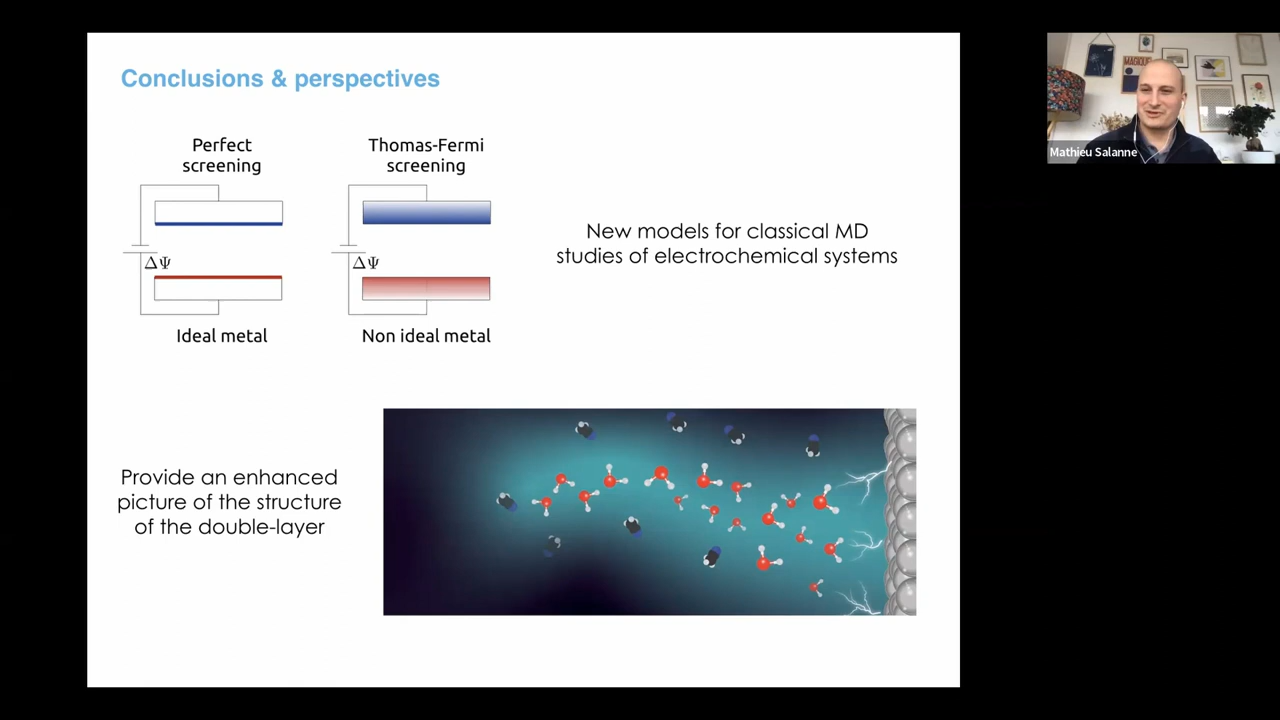 Conclusions & perspectives
Perfect
screening
Thomas-Fermi
screening
ΔΨ
ΔΨ
Ideal metal
Non ideal metal
New models for classical MD
studies of electrochemical systems
Provide an enhanced
picture of the structure
of the double-layer
MAGIQUE
Mathieu Salanne